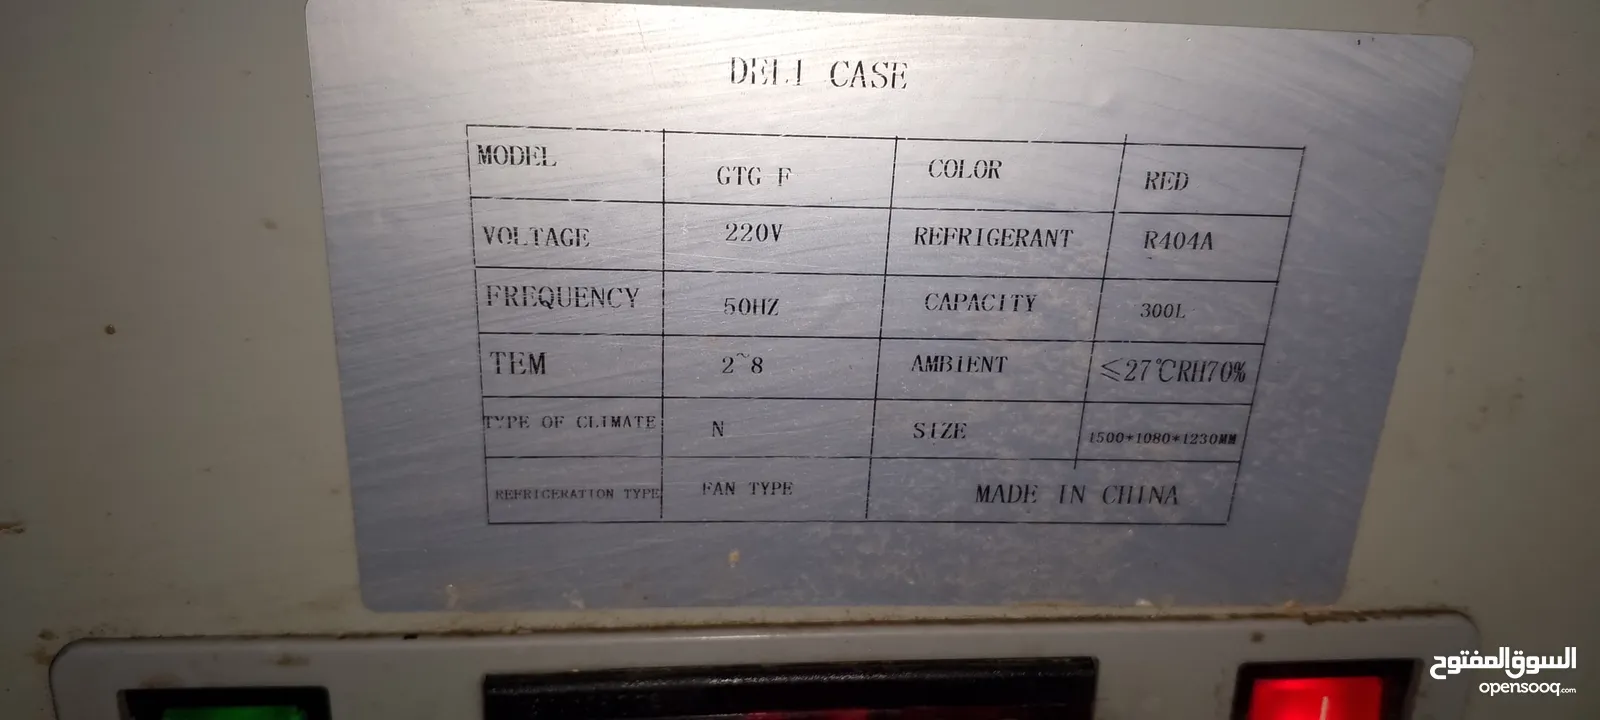 DELI CASE
MODEL GTG F COLOR RED
VOLTAGE 220V REFRIGERANT R404A
FREQUENCY 50HZ CAPACITY 300L
TEM 2~8 AMBIENT ≤27℃RH70%
TYPE OF CLIMATE N SIZE 1500*1080*1230MM
REFRIGERATION TYPE FAN TYPE MADE IN CHINA
السوق المفتوح
opensooq.com